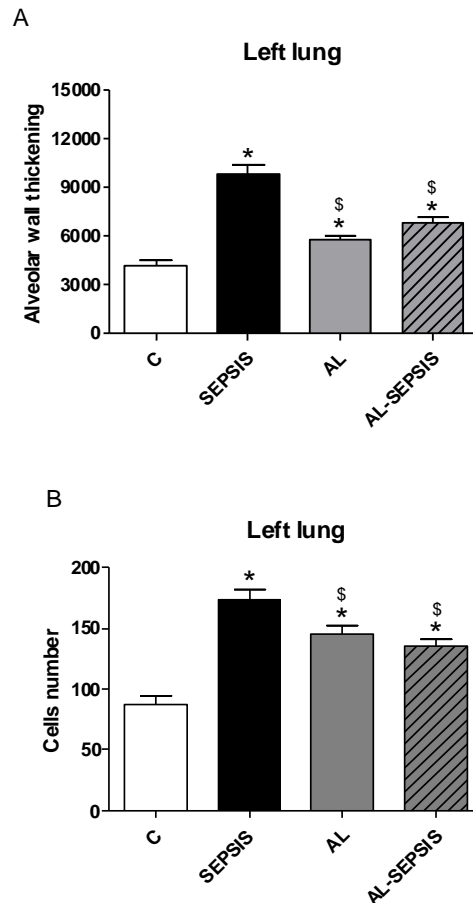 A
Left lung
Alveolar wall thickening
15000
12000
9000
6000
3000
0
*
$
*
$
*
C
SEPSIS
AL
AL-SEPSIS
B
Left lung
Cells number
200
150
100
50
0
*
$
*
$
*
C
SEPSIS
AL
AL-SEPSIS